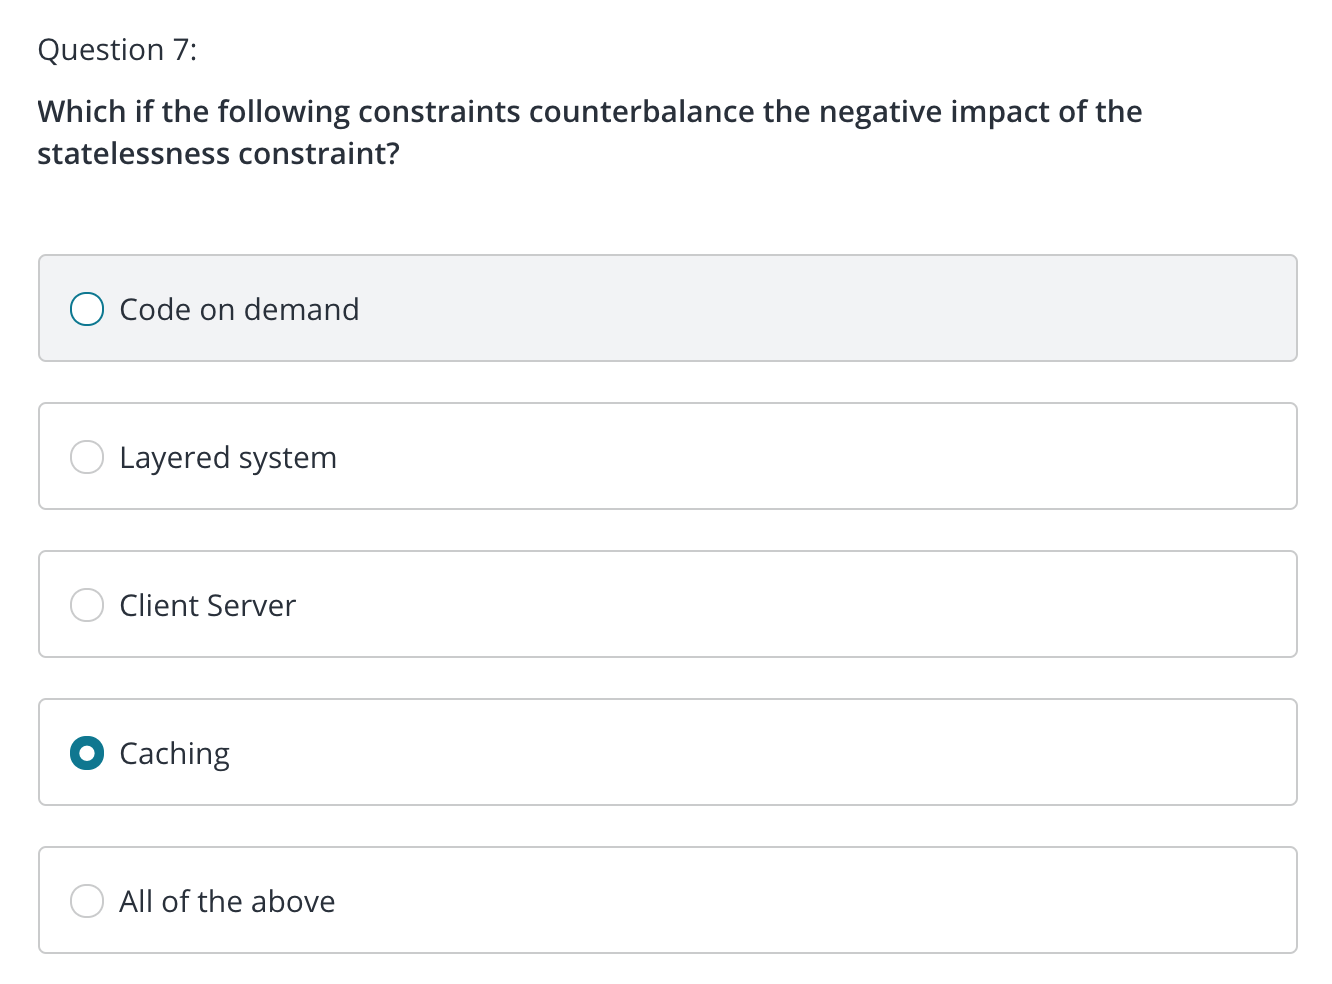 Question 7:
Which if the following constraints counterbalance the negative impact of the
statelessness constraint?
Code on demand
Layered system
Client Server
Caching
All of the above